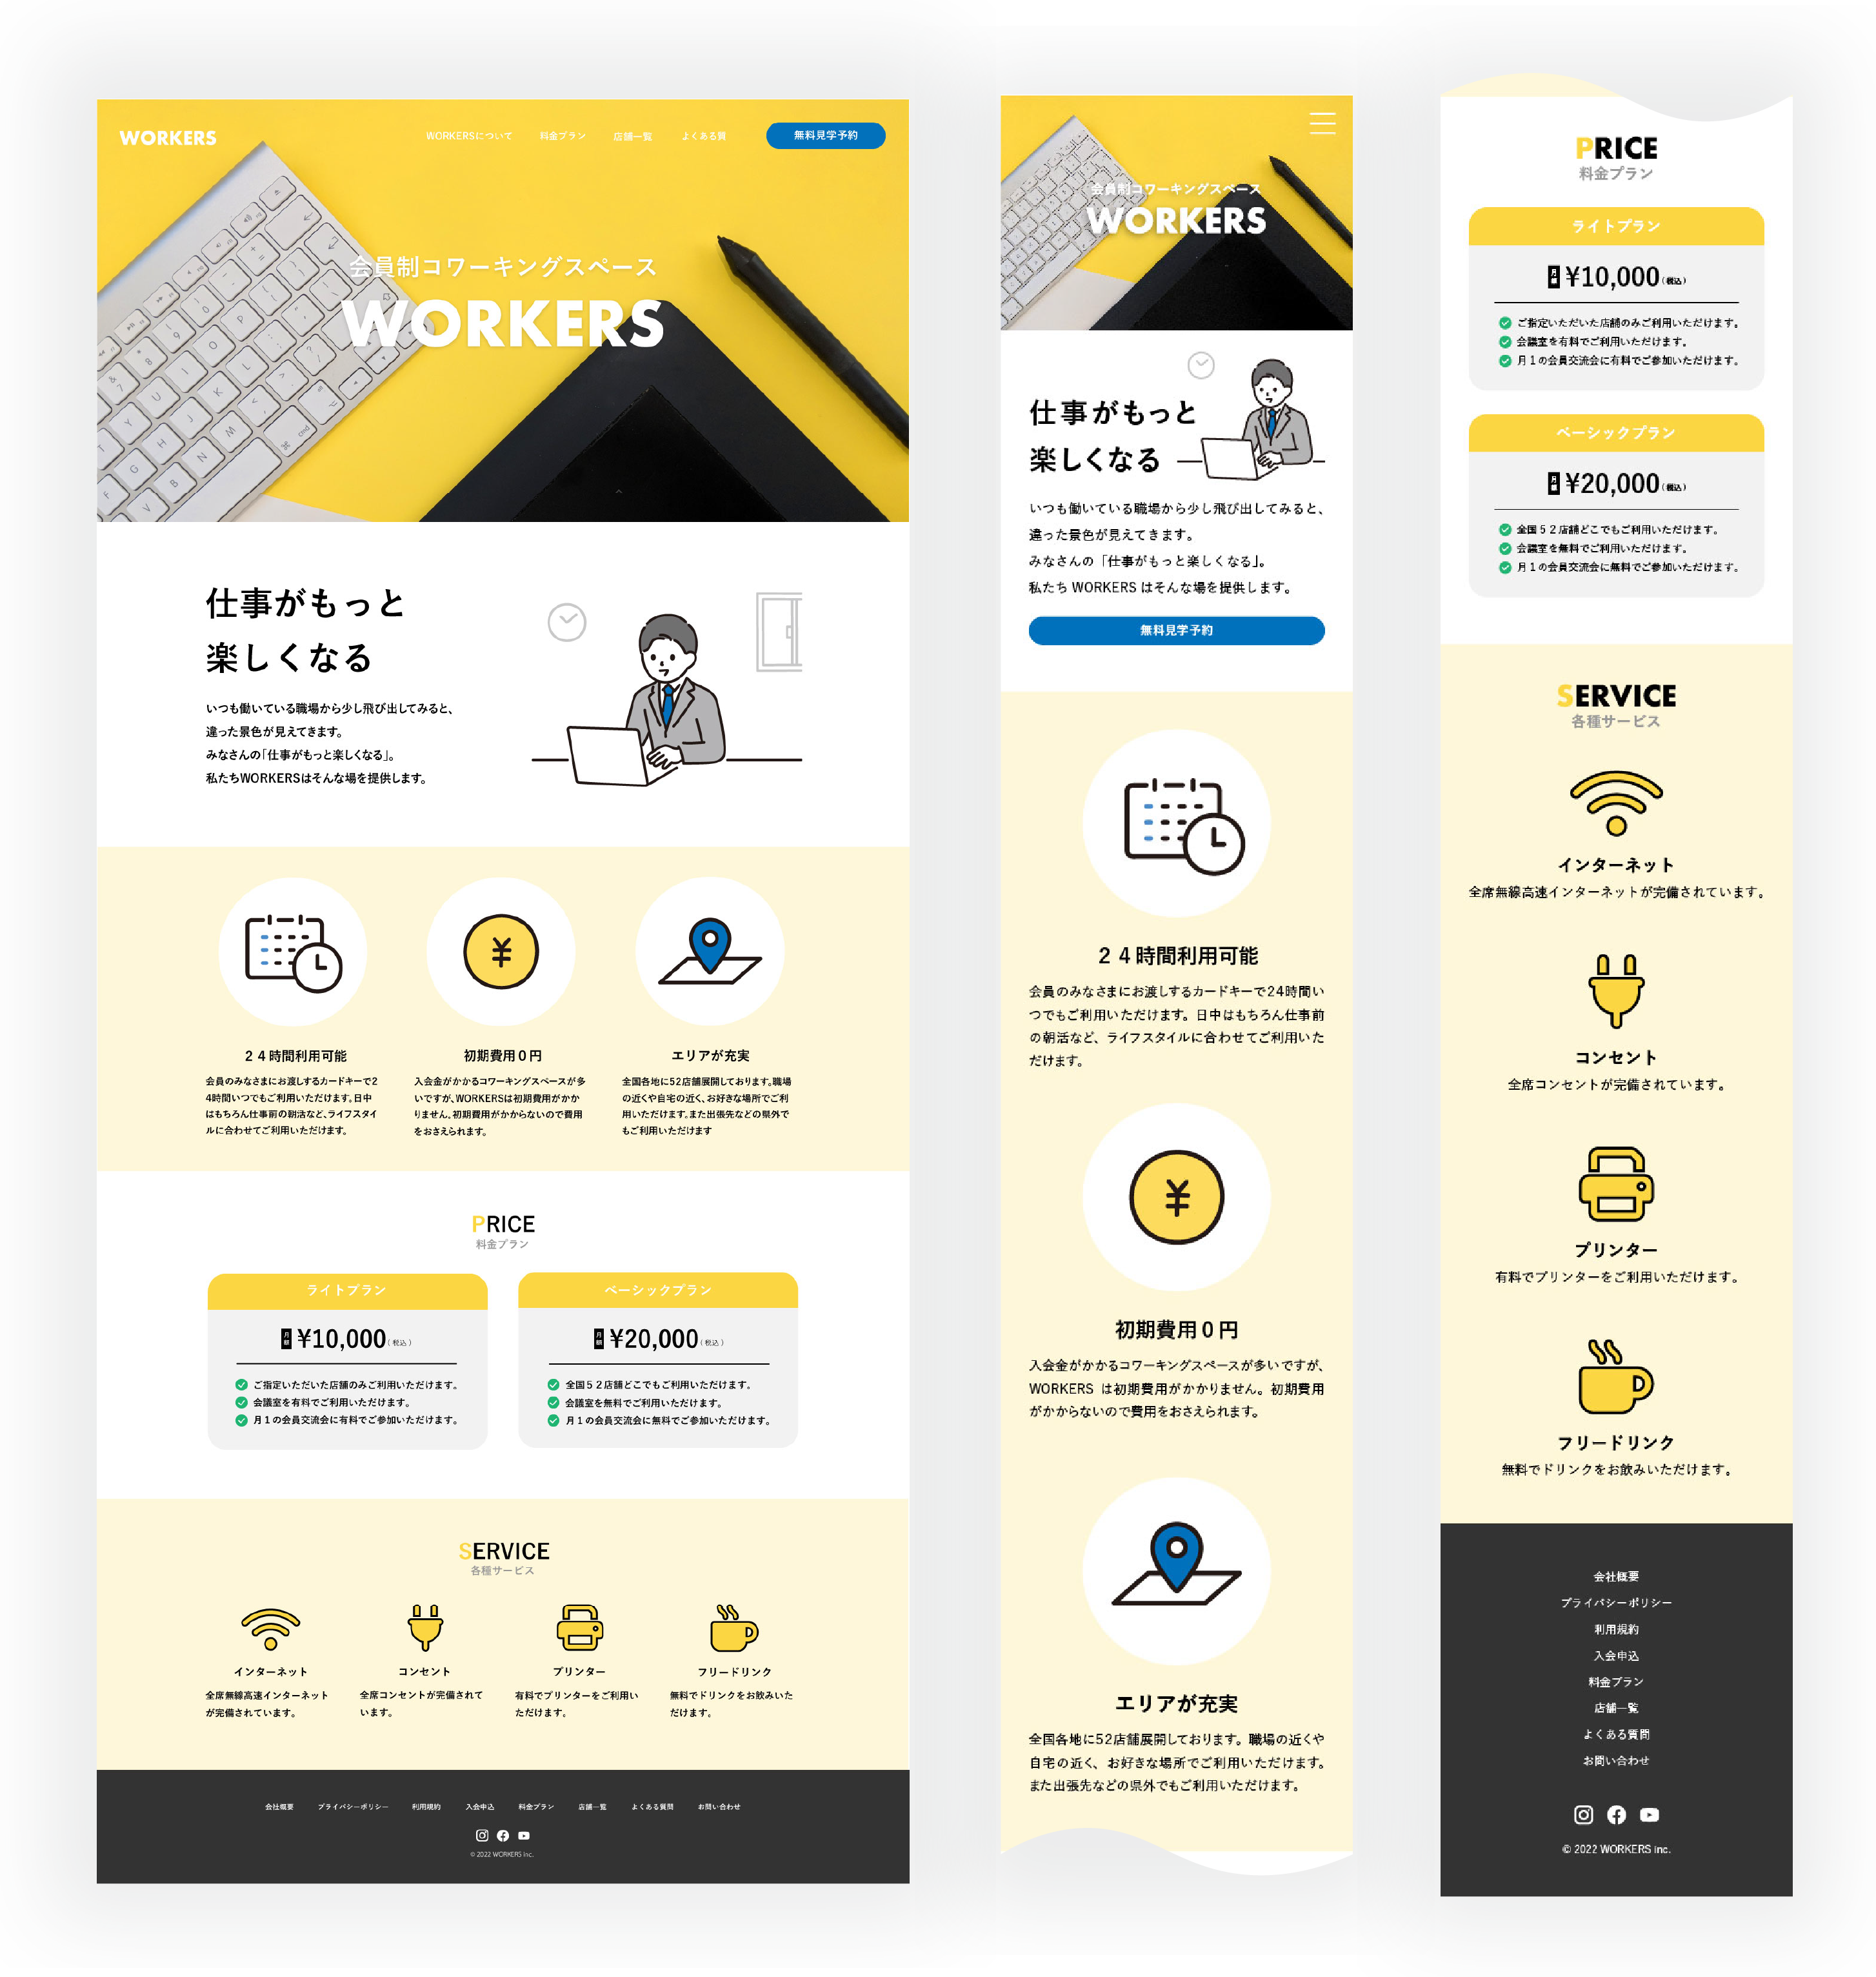 WORKERS
WORKERSについて
料金プラン
店舗一覧
よくある質
無料見学予約
会員制コワーキングスペース
WORKERS
仕事がもっと
楽しくなる
いつも働いている職場から少し飛び出してみると、
違った景色が見えてきます。
みなさんの「仕事がもっと楽しくなる」。
私たちWORKERSはそんな場を提供します。
２４時間利用可能
会員のみなさまにお渡しするカードキーで2
4時間いつでもご利用いただけます。日中
はもちろん仕事前の朝活など、ライフスタイ
ルに合わせてご利用いただけます。
初期費用０円
入会金がかかるコワーキングスペースが多
いですが、WORKERSは初期費用がかか
りません。初期費用がかからないので費用
をおさえられます。
エリアが充実
全国各地に52店舗展開しております。職場
の近くや自宅の近く、お好きな場所でご利
用いただけます。また出張先などの県外で
もご利用いただけます
PRICE
料金プラン
ライトプラン
月額 ¥10,000（税込）
ご指定いただいた店舗のみご利用いただけます。
会議室を有料でご利用いただけます。
月１の会員交流会に有料でご参加いただけます。
ベーシックプラン
月額 ¥20,000（税込）
全国５２店舗どこでもご利用いただけます。
会議室を無料でご利用いただけます。
月１の会員交流会に無料でご参加いただけます。
SERVICE
各種サービス
インターネット
全席無線高速インターネット
が完備されています。
コンセント
全席コンセントが完備されて
います。
プリンター
有料でプリンターをご利用い
ただけます。
フリードリンク
無料でドリンクをお飲みいた
だけます。
会社概要
プライバシーポリシー
利用規約
入会申込
料金プラン
店舗一覧
よくある質問
お問い合わせ
© 2022 WORKERS Inc.
会員制コワーキングスペース
WORKERS
仕事がもっと
楽しくなる
いつも働いている職場から少し飛び出してみると、
違った景色が見えてきます。
みなさんの「仕事がもっと楽しくなる」。
私たち WORKERS はそんな場を提供します。
無料見学予約
２４時間利用可能
会員のみなさまにお渡しするカードキーで24時間い
つでもご利用いただけます。日中はもちろん仕事前
の朝活など、ライフスタイルに合わせてご利用いた
だけます。
初期費用０円
入会金がかかるコワーキングスペースが多いですが、
WORKERS は初期費用がかかりません。初期費用
がかからないので費用をおさえられます。
エリアが充実
全国各地に52店舗展開しております。職場の近くや
自宅の近く、お好きな場所でご利用いただけます。
また出張先などの県外でもご利用いただけます。
PRICE
料金プラン
ライトプラン
月額 ¥10,000（税込）
ご指定いただいた店舗のみご利用いただけます。
会議室を有料でご利用いただけます。
月１の会員交流会に有料でご参加いただけます。
ベーシックプラン
月額 ¥20,000（税込）
全国５２店舗どこでもご利用いただけます。
会議室を無料でご利用いただけます。
月１の会員交流会に無料でご参加いただけます。
SERVICE
各種サービス
インターネット
全席無線高速インターネットが完備されています。
コンセント
全席コンセントが完備されています。
プリンター
有料でプリンターをご利用いただけます。
フリードリンク
無料でドリンクをお飲みいただけます。
会社概要
プライバシーポリシー
利用規約
入会申込
料金プラン
店舗一覧
よくある質問
お問い合わせ
© 2022 WORKERS Inc.